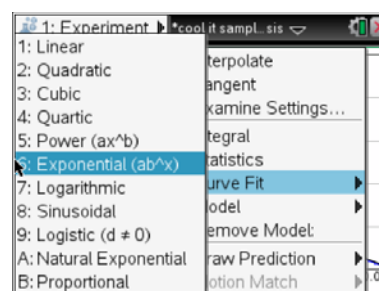 1: Experiment *cool it sampl...sis
1: Linear
2: Quadratic
3: Cubic
4: Quartic
5: Power (ax^b)
6: Exponential (ab^x)
7: Logarithmic
8: Sinusoidal
9: Logistic (d ≠ 0)
A: Natural Exponential
B: Proportional
terpolate
angent
xamine Settings...
tegral
tatistics
urve Fit
odel
emove Model:
raw Prediction
otion Match